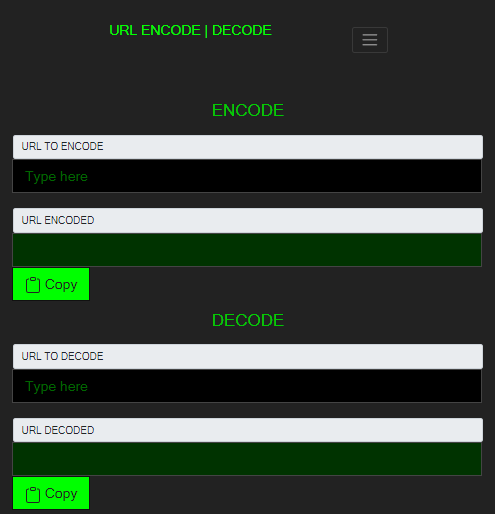 URL ENCODE | DECODE
ENCODE
URL TO ENCODE
Type here
URL ENCODED
Copy
DECODE
URL TO DECODE
Type here
URL DECODED
Copy